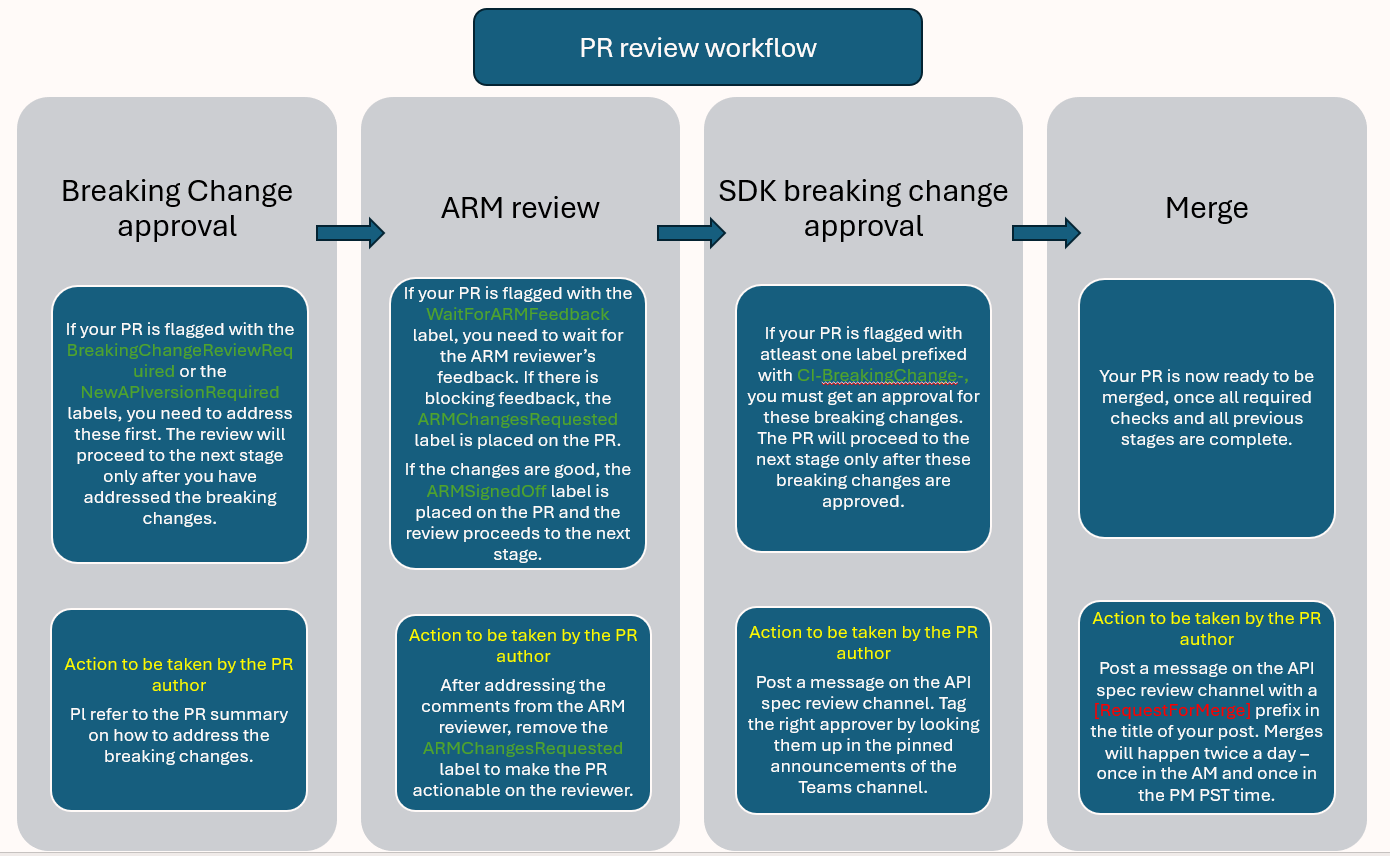 PR review workflow
Breaking Change
approval
If your PR is flagged with the
BreakingChangeReviewReq
uired or the
NewAPIversionRequired
labels, you need to address
these first. The review will
proceed to the next stage
only after you have
addressed the breaking
changes.
Action to be taken by the PR
author
Pl refer to the PR summary
on how to address the
breaking changes.
ARM review
If your PR is flagged with the
WaitForARMFeedback
label, you need to wait for
the ARM reviewer’s
feedback. If there is
blocking feedback, the
ARMChangesRequested
label is placed on the PR.
If the changes are good, the
ARMSignedOff label is
placed on the PR and the
review proceeds to the next
stage.
Action to be taken by the PR
author
After addressing the
comments from the ARM
reviewer, remove the
ARMChangesRequested
label to make the PR
actionable on the reviewer.
SDK breaking change
approval
If your PR is flagged with
atleast one label prefixed
with CI-BreakingChange-,
you must get an approval for
these breaking changes.
The PR will proceed to the
next stage only after these
breaking changes are
approved.
Action to be taken by the PR
author
Post a message on the API
spec review channel. Tag
the right approver by looking
them up in the pinned
announcements of the
Teams channel.
Merge
Your PR is now ready to be
merged, once all required
checks and all previous
stages are complete.
Action to be taken by the PR
author
Post a message on the API
spec review channel with a
[RequestForMerge] prefix in
the title of your post. Merges
will happen twice a day –
once in the AM and once in
the PM PST time.